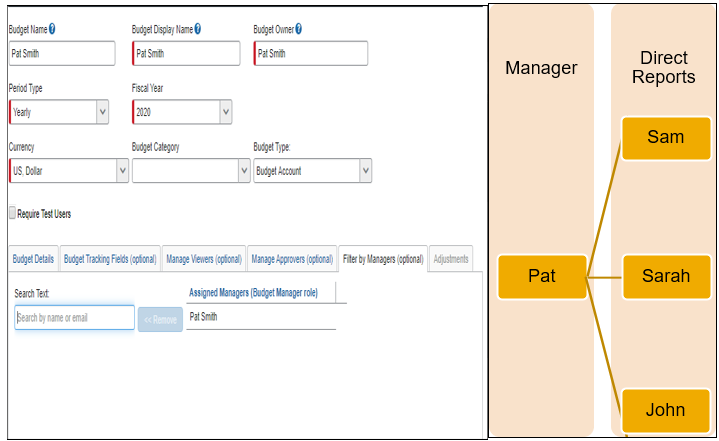 Budget Name ?
Budget Display Name ?
Budget Owner ?
Pat Smith
Pat Smith
Pat Smith
Period Type
Fiscal Year
Yearly
2020
Currency
Budget Category
Budget Type:
US, Dollar
Budget Account
Require Test Users
Budget Details
Budget Tracking Fields (optional)
Manage Viewers (optional)
Manage Approvers (optional)
Filter by Managers (optional)
Adjustments
Search Text:
Assigned Managers (Budget Manager role)
Search by name or email
<< Remove
Pat Smith
Manager
Direct
Reports
Sam
Pat
Sarah
John